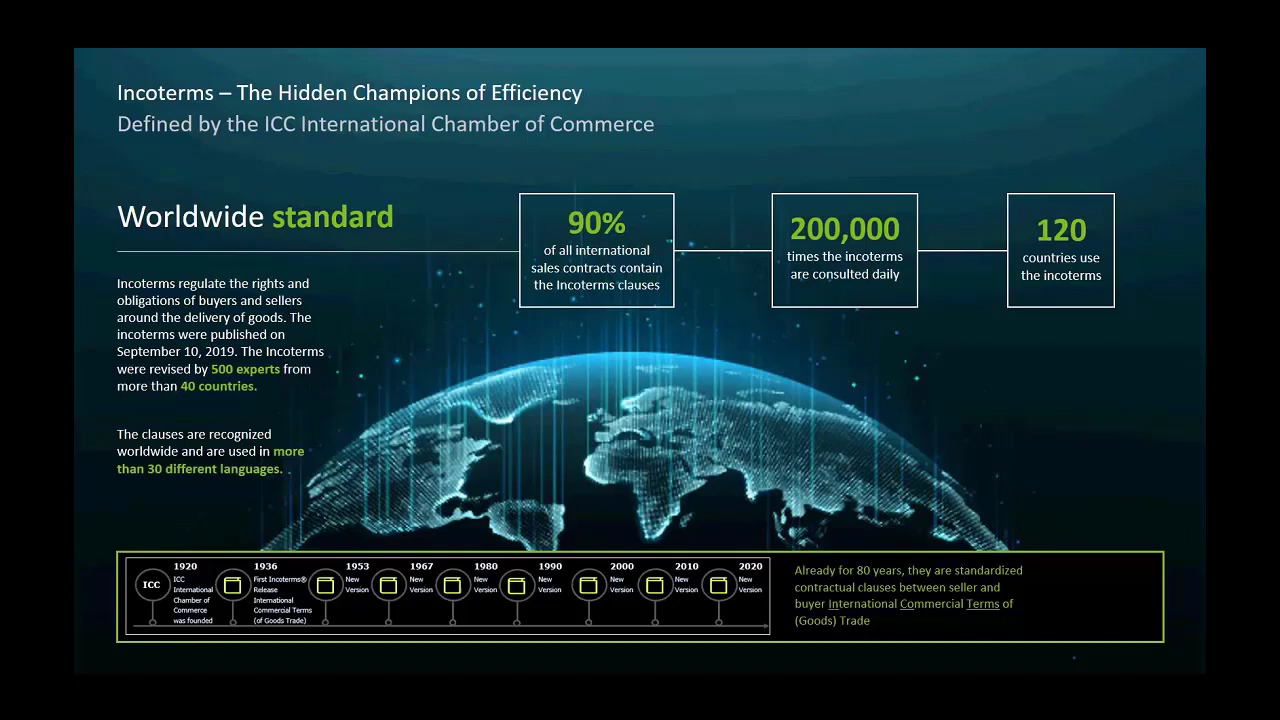 Incoterms – The Hidden Champions of Efficiency
Defined by the ICC International Chamber of Commerce
Worldwide standard
90%
of all international
sales contracts contain
the Incoterms clauses
200,000
times the incoterms
are consulted daily
120
countries use
the incoterms
Incoterms regulate the rights and
obligations of buyers and sellers
around the delivery of goods. The
incoterms were published on
September 10, 2019. The Incoterms
were revised by 500 experts from
more than 40 countries.
The clauses are recognized
worldwide and are used in more
than 30 different languages.
ICC
1920
ICC
International
Chamber of
Commerce
was founded
1936
First Incoterms®
Release
International
Commercial Terms
(of Goods Trade)
1953
New
Version
1967
New
Version
1980
New
Version
1990
New
Version
2000
New
Version
2010
New
Version
2020
New
Version
Already for 80 years, they are standardized
contractual clauses between seller and
buyer International Commercial Terms of
(Goods) Trade